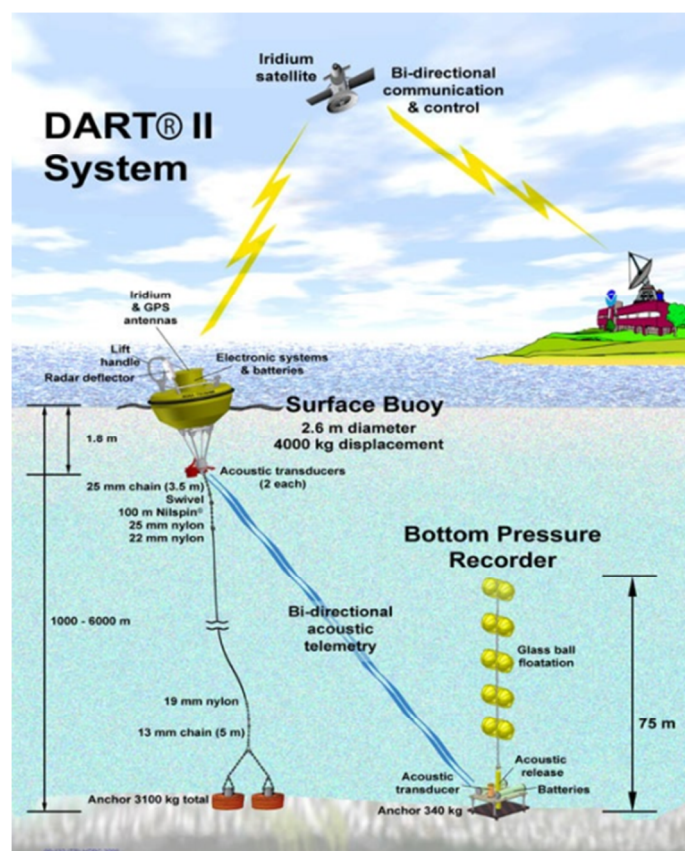 Iridium
satellite
Bi-directional
communication
& control
DART® II
System
Iridium
& GPS
antennas
Lift
handle
Radar deflector
Electronic systems
& batteries
Surface Buoy
2.6 m diameter
4000 kg displacement
1.8 m
Acoustic transducers
(2 each)
25 mm chain (3.5 m)
Swivel
100 m Nilspin®
25 mm nylon
22 mm nylon
Bottom Pressure
Recorder
1000 - 6000 m
Bi-directional
acoustic
telemetry
Glass ball
floatation
75 m
19 mm nylon
13 mm chain (5 m)
Acoustic
release
Acoustic
transducer
Batteries
Anchor 3100 kg total
Anchor 340 kg